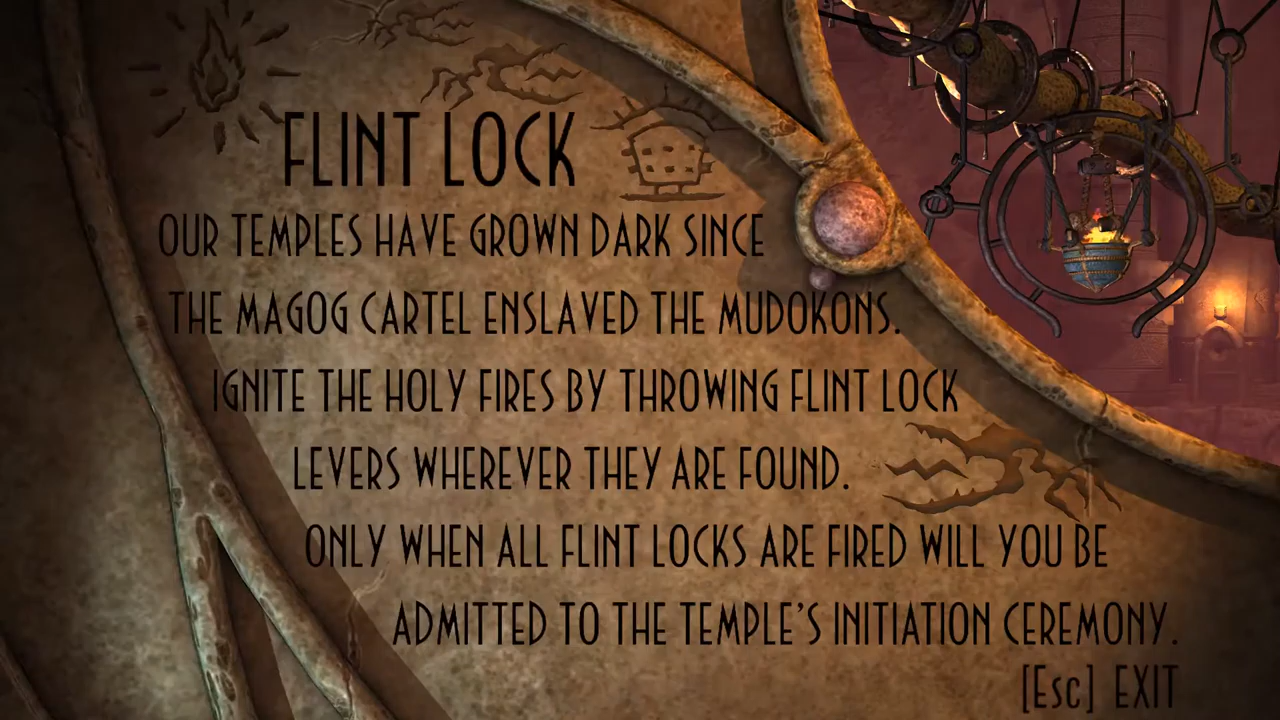 FLINT LOCK
OUR TEMPLES HAVE GROWN DARK SINCE
THE MAGOG CARTEL ENSLAVED THE MUDOKONS.
IGNITE THE HOLY FIRES BY THROWING FLINT LOCK
LEVERS WHEREVER THEY ARE FOUND.
ONLY WHEN ALL FLINT LOCKS ARE FIRED WILL YOU BE
ADMITTED TO THE TEMPLE'S INITIATION CEREMONY.
[Esc] EXIT